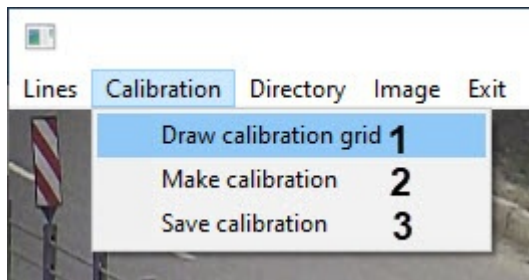 Lines Calibration Directory Image Exit
Draw calibration grid 1
Make calibration 2
Save calibration 3